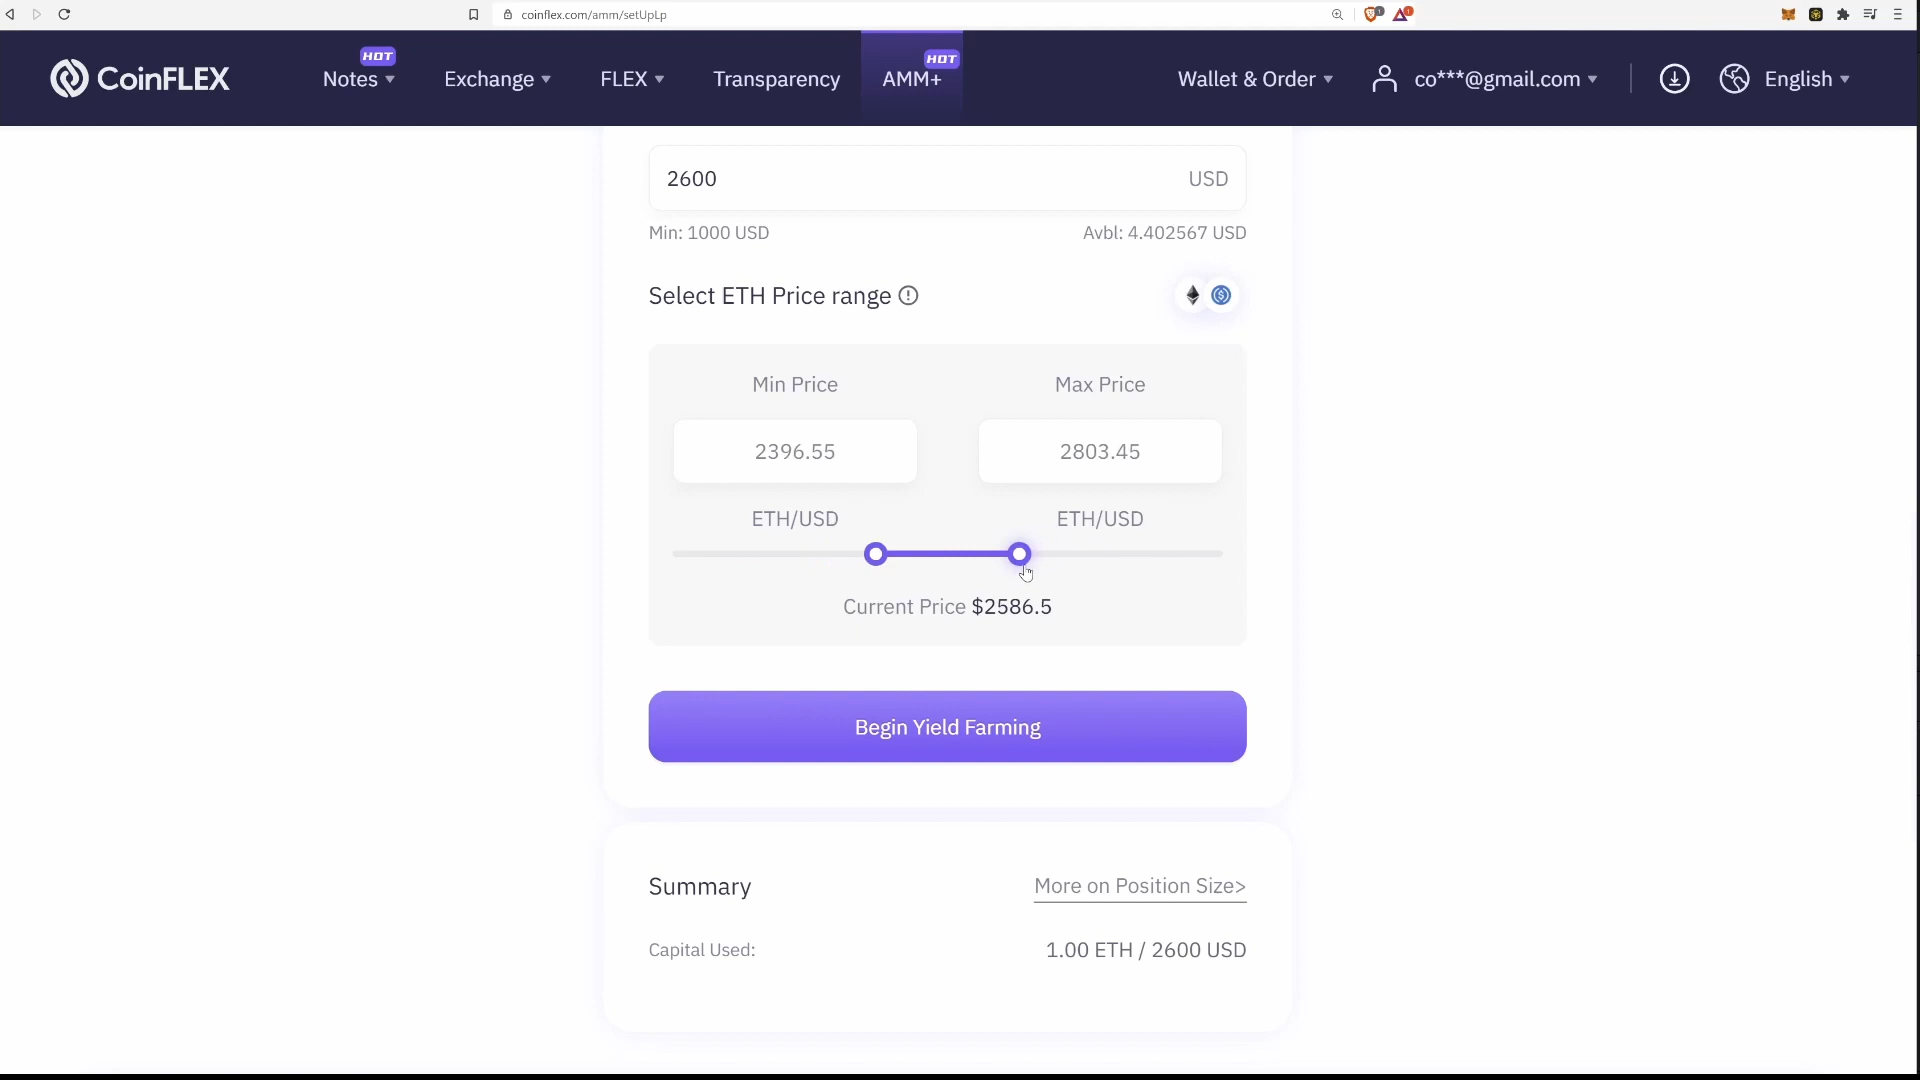 coinflex.com/amm/setUpLp
CoinFLEX
Notes HOT
Exchange
FLEX
Transparency
AMM+ HOT
Wallet & Order
co***@gmail.com
English
2600 USD
Min: 1000 USD Avbl: 4.402567 USD
Select ETH Price range
Min Price Max Price
2396.55 2803.45
ETH/USD ETH/USD
Current Price $2586.5
Begin Yield Farming
Summary More on Position Size>
Capital Used: 1.00 ETH / 2600 USD